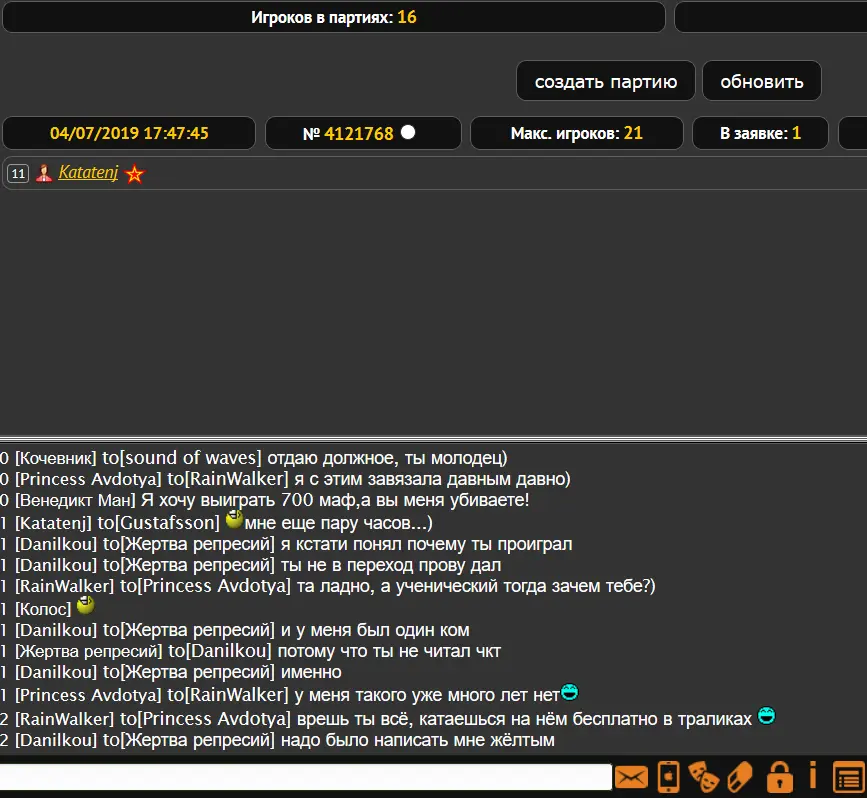 Игроков в партиях: 16
создать партию обновить
04/07/2019 17:47:45 № 4121768 Макс. игроков: 21 В заявке: 1
11 Katatenj
0 [Кочевник] to[sound of waves] отдаю должное, ты молодец)
0 [Princess Avdotya] to[RainWalker] я с этим завязала давным давно)
0 [Венедикт Ман] Я хочу выиграть 700 маф,а вы меня убиваете!
1 [Katatenj] to[Gustafsson] мне еще пару часов...)
1 [Danilkou] to[Жертва репресий] я кстати понял почему ты проиграл
1 [Danilkou] to[Жертва репресий] ты не в переход прову дал
1 [RainWalker] to[Princess Avdotya] та ладно, а ученический тогда зачем тебе?)
1 [Колос]
1 [Danilkou] to[Жертва репресий] и у меня был один ком
1 [Жертва репресий] to[Danilkou] потому что ты не читал чкт
1 [Danilkou] to[Жертва репресий] именно
1 [Princess Avdotya] to[RainWalker] у меня такого уже много лет нет
2 [RainWalker] to[Princess Avdotya] врешь ты всё, катаешься на нём бесплатно в траликах
2 [Danilkou] to[Жертва репресий] надо было написать мне жёлтым